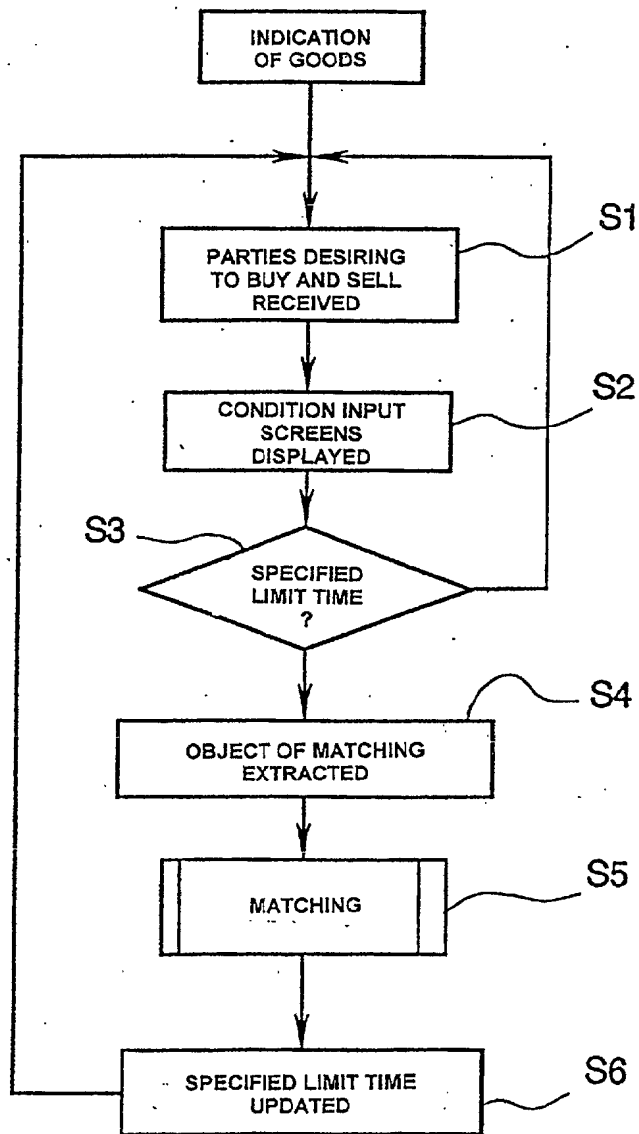 INDICATION
OF GOODS
S1
PARTIES DESIRING
TO BUY AND SELL
RECEIVED
S2
CONDITION INPUT
SCREENS
DISPLAYED
S3
SPECIFIED
LIMIT TIME
?
S4
OBJECT OF MATCHING
EXTRACTED
S5
MATCHING
S6
SPECIFIED LIMIT TIME
UPDATED